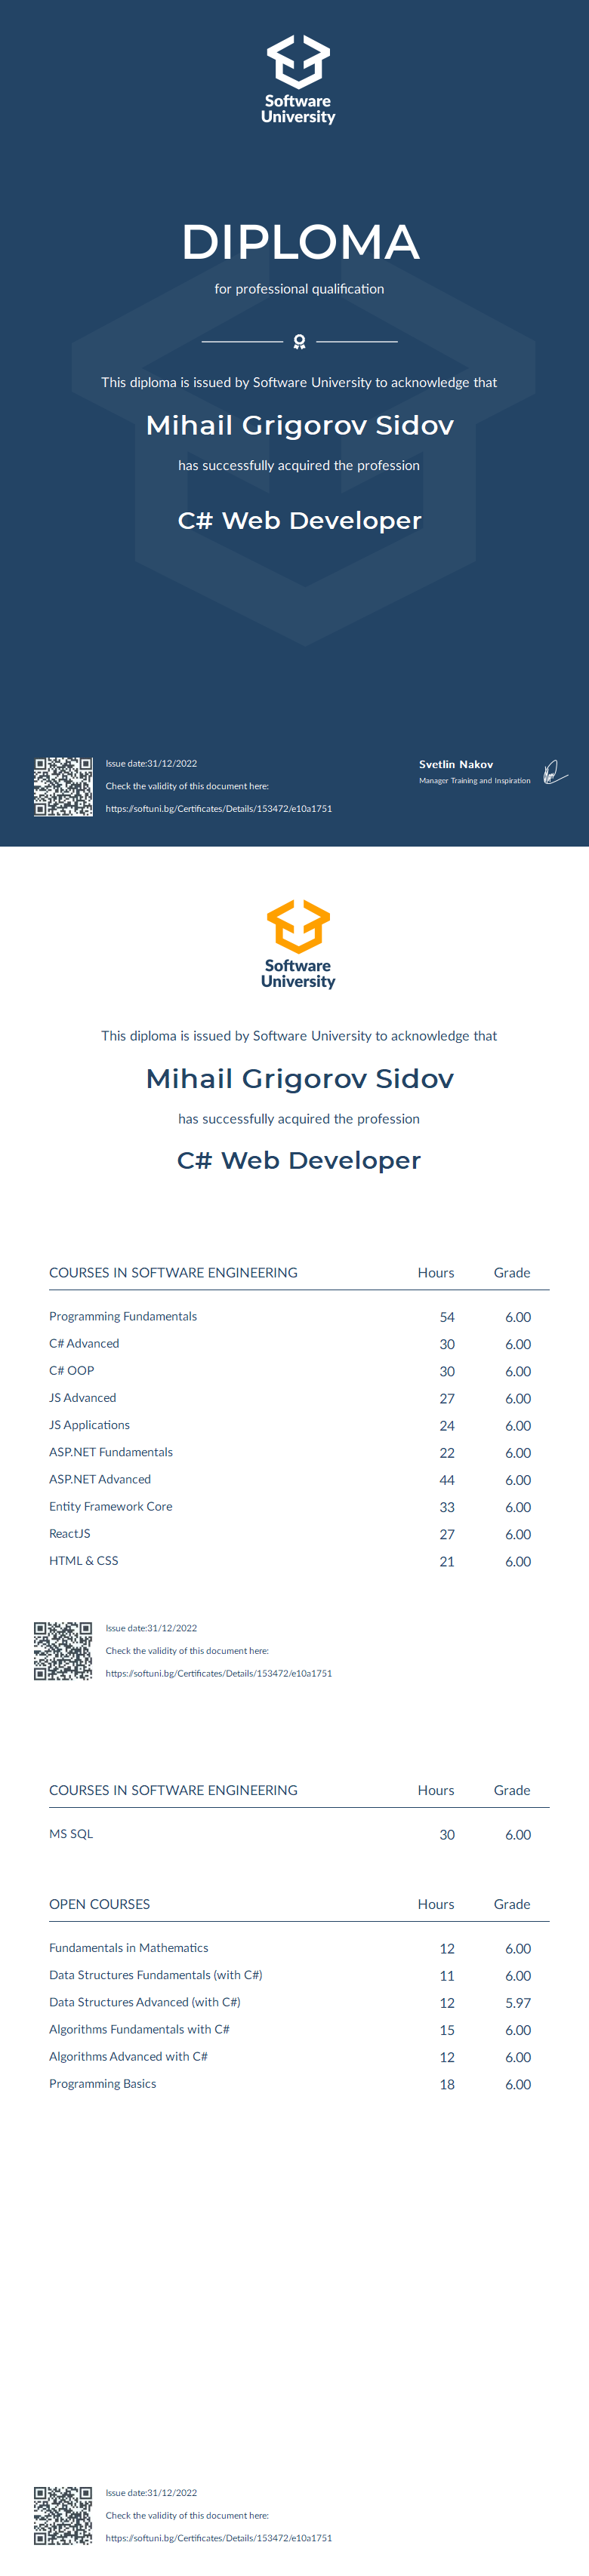 Software
University
DIPLOMA
for professional qualification
This diploma is issued by Software University to acknowledge that
Mihail Grigorov Sidov
has successfully acquired the profession
C# Web Developer
Issue date:31/12/2022
Check the validity of this document here:
https://softuni.bg/Certificates/Details/153472/e10a1751
Svetlin Nakov
Manager Training and Inspiration
Software
University
This diploma is issued by Software University to acknowledge that
Mihail Grigorov Sidov
has successfully acquired the profession
C# Web Developer
COURSES IN SOFTWARE ENGINEERING Hours Grade
Programming Fundamentals 54 6.00
C# Advanced 30 6.00
C# OOP 30 6.00
JS Advanced 27 6.00
JS Applications 24 6.00
ASP.NET Fundamentals 22 6.00
ASP.NET Advanced 44 6.00
Entity Framework Core 33 6.00
ReactJS 27 6.00
HTML & CSS 21 6.00
Issue date:31/12/2022
Check the validity of this document here:
https://softuni.bg/Certificates/Details/153472/e10a1751
COURSES IN SOFTWARE ENGINEERING Hours Grade
MS SQL 30 6.00
OPEN COURSES Hours Grade
Fundamentals in Mathematics 12 6.00
Data Structures Fundamentals (with C#) 11 6.00
Data Structures Advanced (with C#) 12 5.97
Algorithms Fundamentals with C# 15 6.00
Algorithms Advanced with C# 12 6.00
Programming Basics 18 6.00
Issue date:31/12/2022
Check the validity of this document here:
https://softuni.bg/Certificates/Details/153472/e10a1751